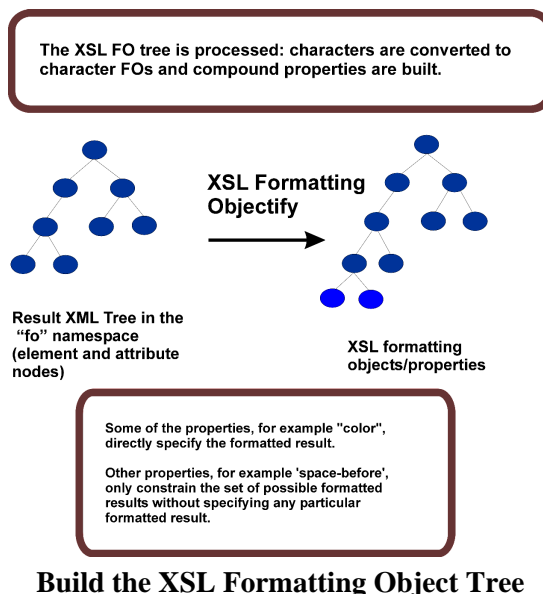 The XSL FO tree is processed: characters are converted to
character FOs and compound properties are built.
XSL Formatting
Objectify
Result XML Tree in the
“fo” namespace
(element and attribute
nodes)
XSL formatting
objects/properties
Some of the properties, for example "color",
directly specify the formatted result.
Other properties, for example 'space-before',
only constrain the set of possible formatted
results without specifying any particular
formatted result.
Build the XSL Formatting Object Tree